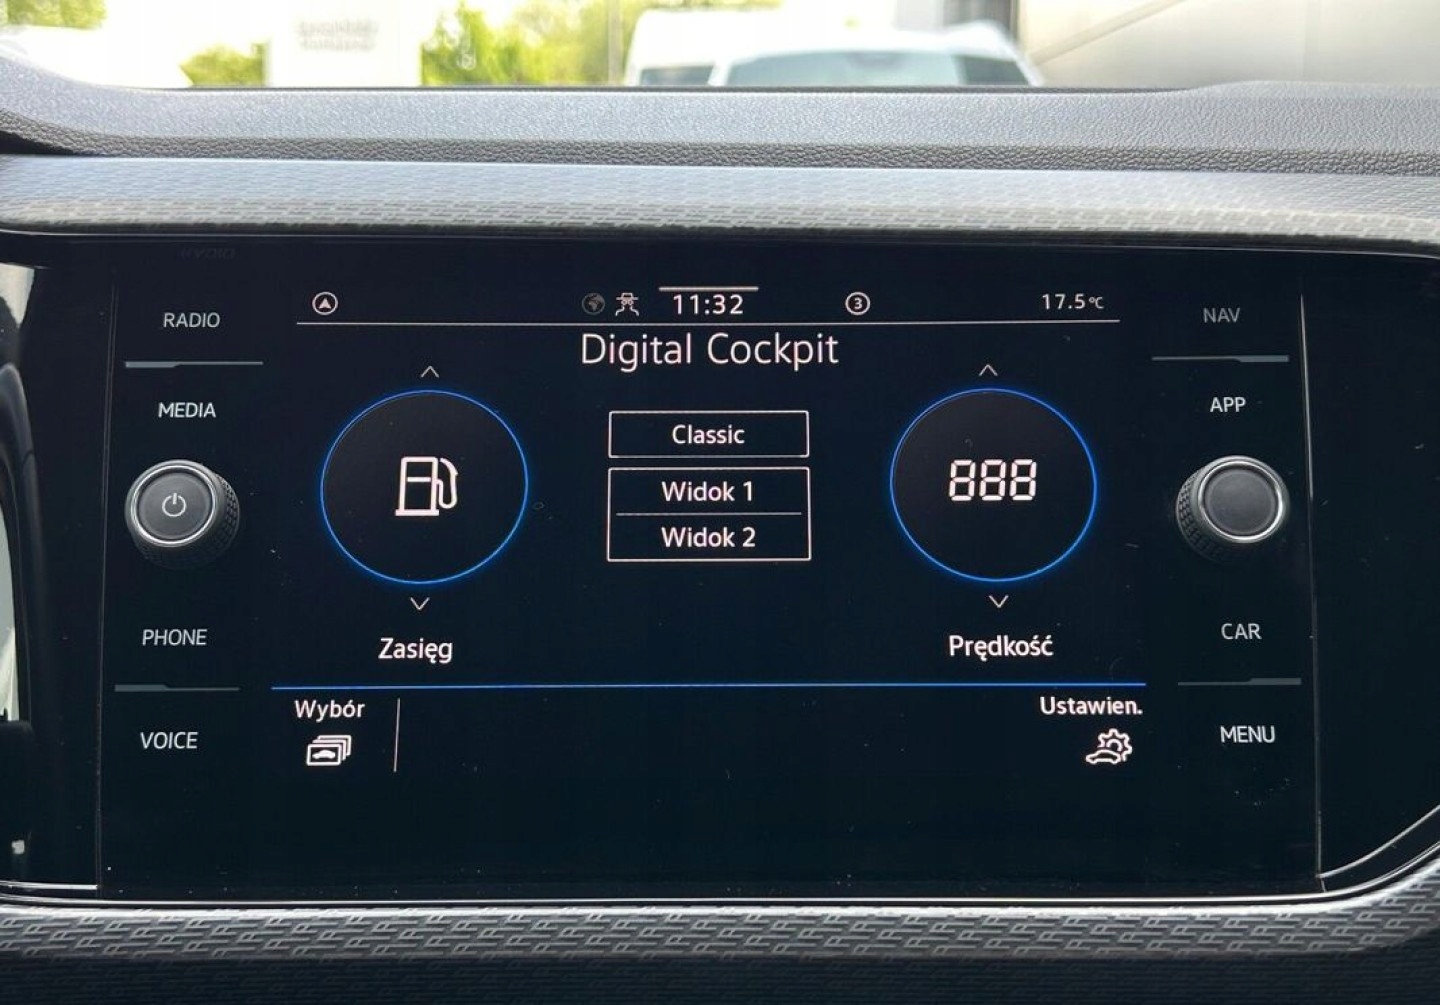 11:32
3
17.5°C
RADIO
NAV
Digital Cockpit
MEDIA
APP
Classic
888
Widok 1
Widok 2
PHONE
CAR
Zasięg
Prędkość
Wybór
Ustawien.
VOICE
MENU